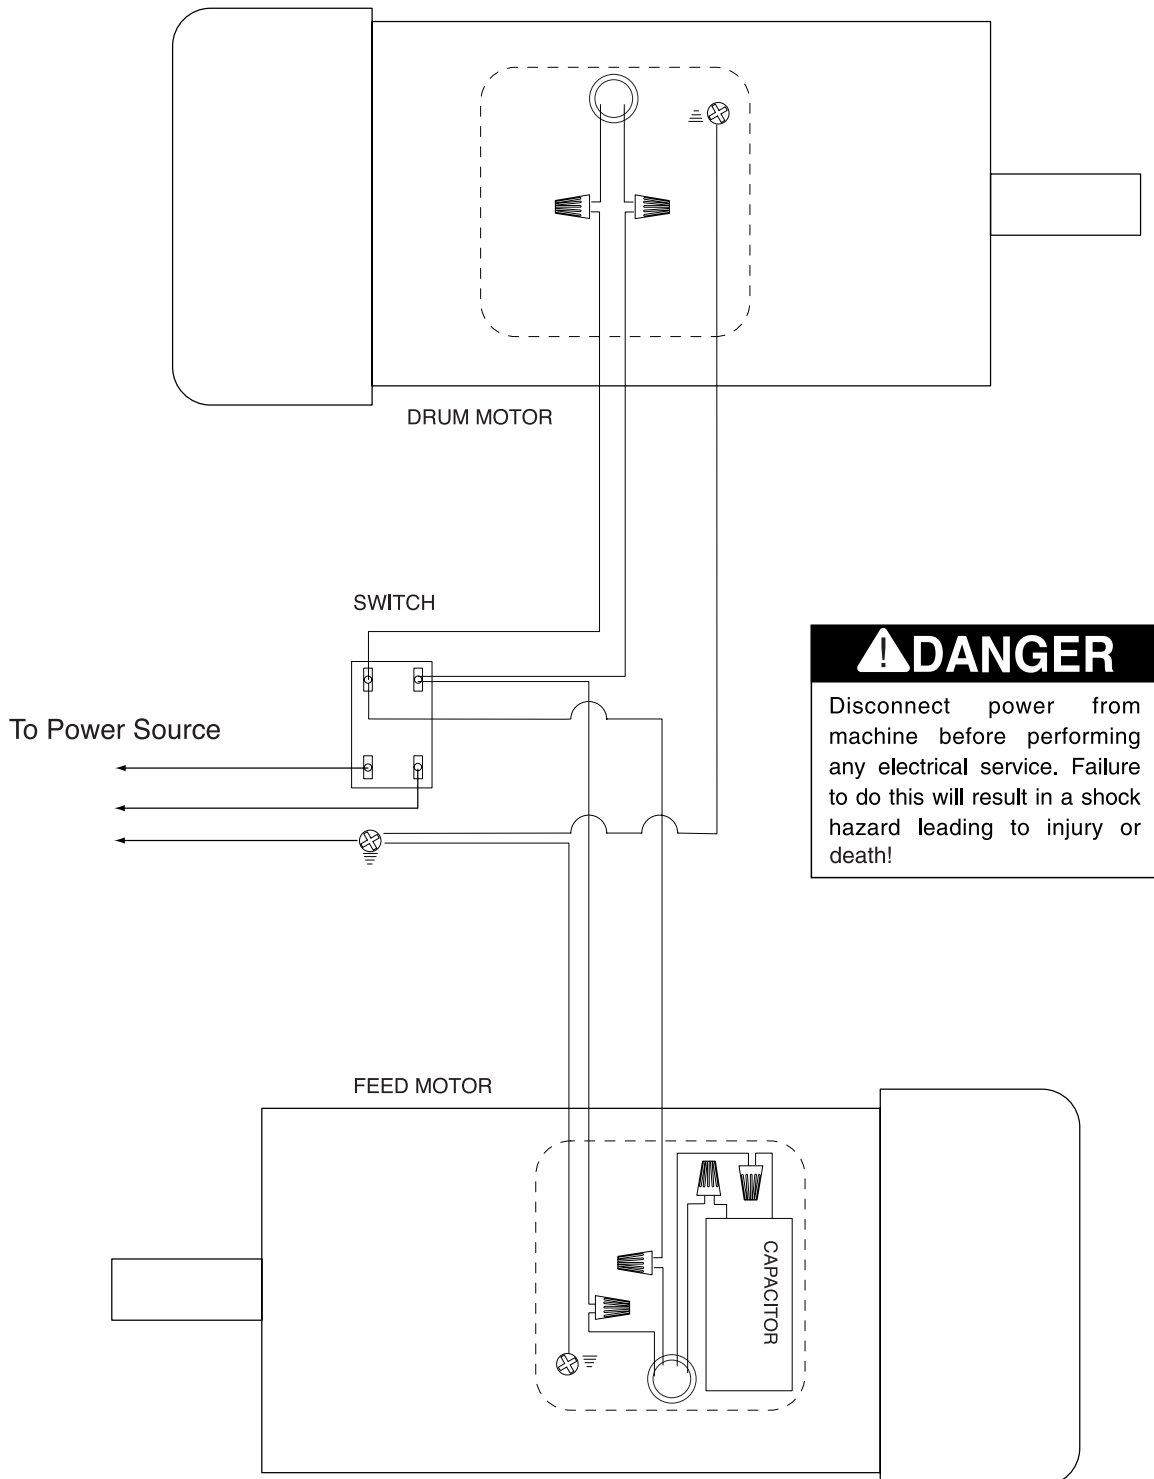 DRUM MOTOR
SWITCH
To Power Source
DANGER
Disconnect power from
machine before performing
any electrical service. Failure
to do this will result in a shock
hazard leading to injury or
death!
FEED MOTOR
CAPACITOR